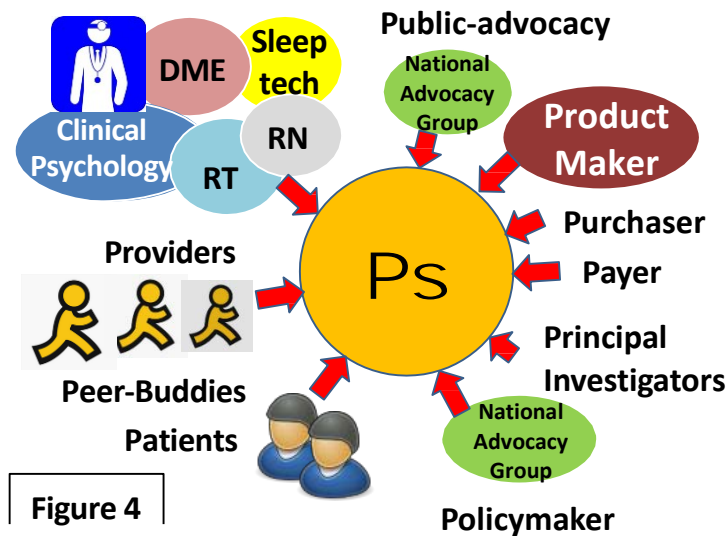 Public-advocacy
DME
Sleep
tech
Clinical
Psychology
RT
RN
National
Advocacy
Group
Product
Maker
Purchaser
Payer
Principal
Investigators
Ps
Providers
Peer-Buddies
Patients
National
Advocacy
Group
Policymaker
Figure 4